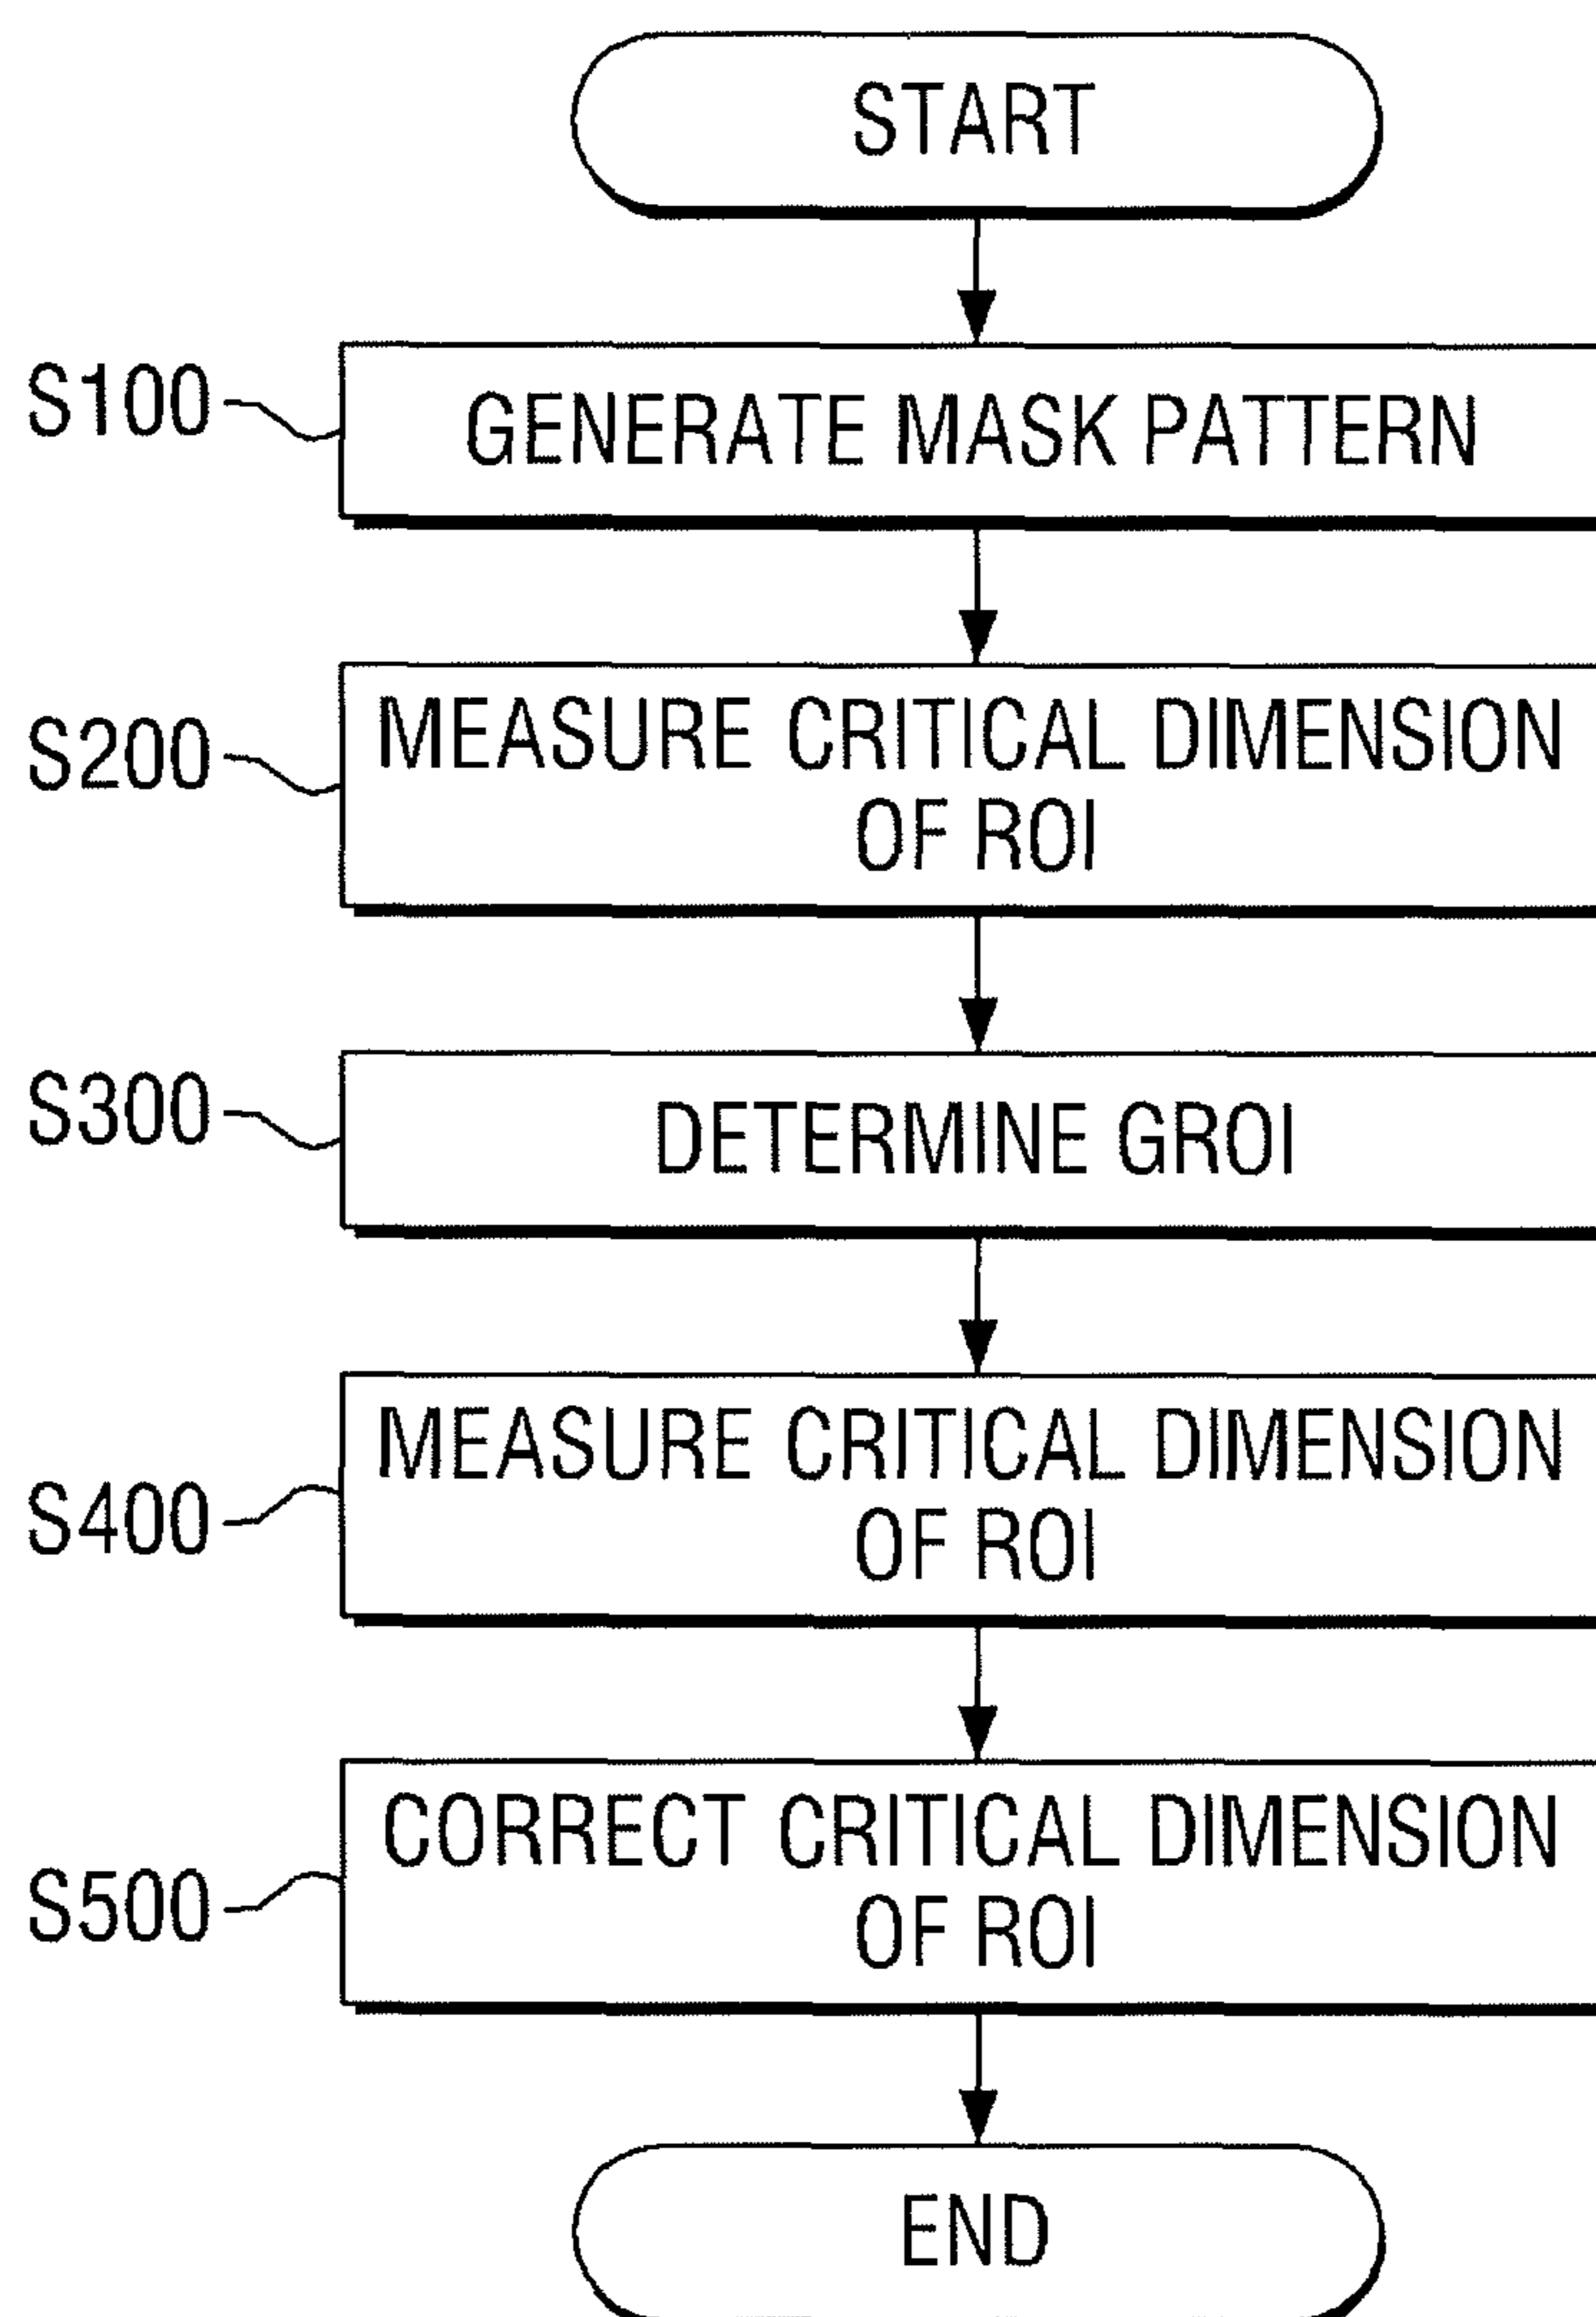 START
S100
GENERATE MASK PATTERN
S200
MEASURE CRITICAL DIMENSION
OF ROI
S300
DETERMINE GROI
S400
MEASURE CRITICAL DIMENSION
OF ROI
S500
CORRECT CRITICAL DIMENSION
OF ROI
END